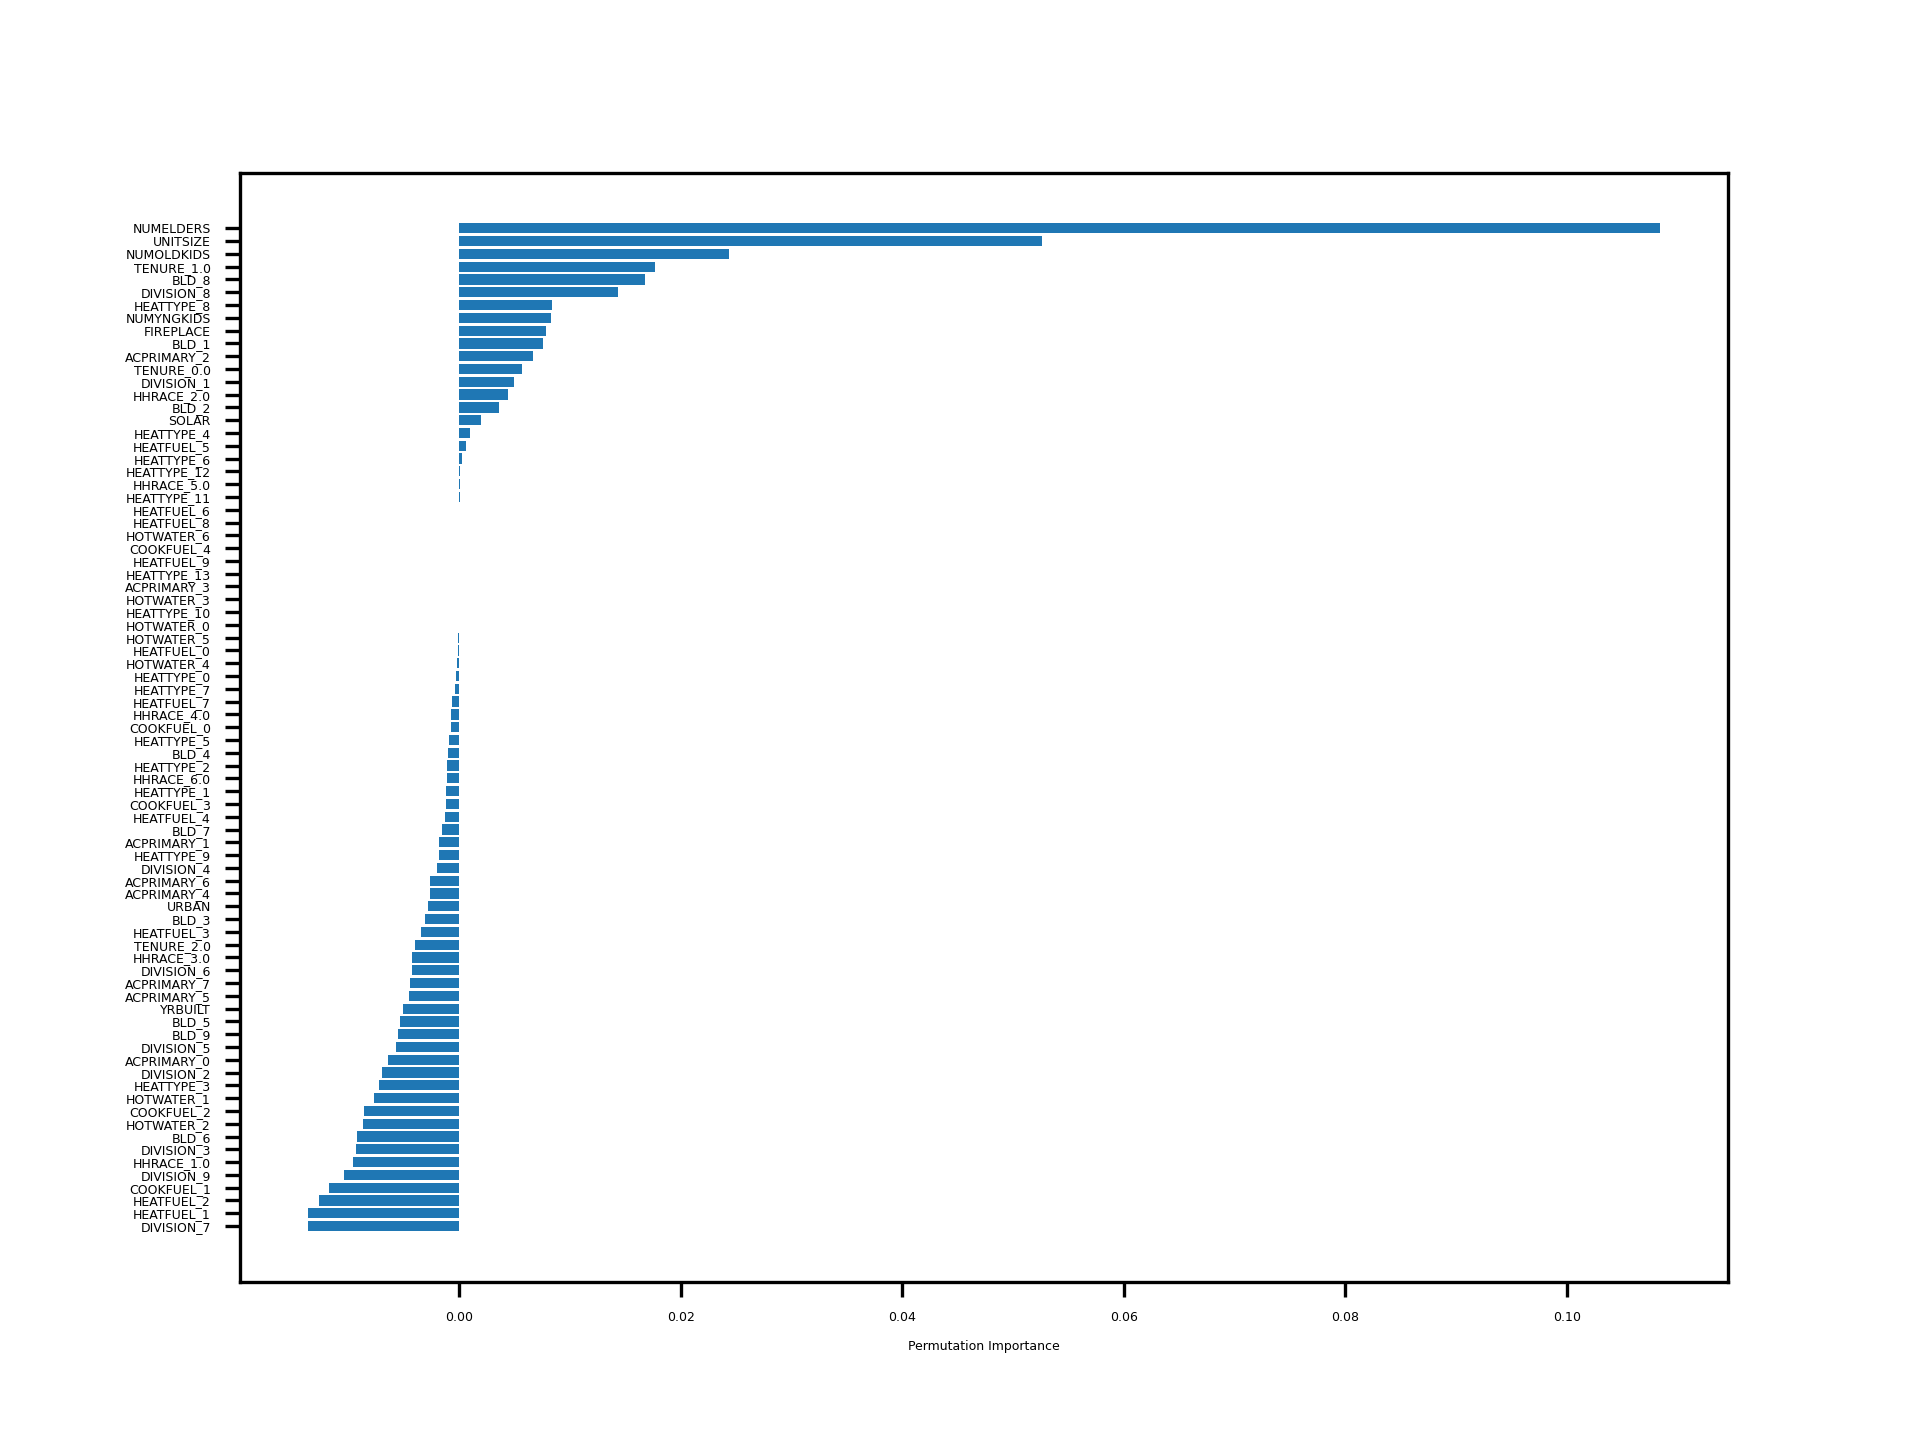 NUMELDERS
UNITSIZE
NUMOLDKIDS
TENURE_1.0
BLD_8
DIVISION_8
HEATTYPE_8
NUMYNGKIDS
FIREPLACE
BLD_1
ACPRIMARY_2
TENURE_0.0
DIVISION_1
HHRACE_2.0
BLD_2
SOLAR
HEATTYPE_4
HEATFUEL_5
HEATTYPE_6
HEATTYPE_12
HHRACE_5.0
HEATTYPE_11
HEATFUEL_6
HEATFUEL_8
HOTWATER_6
COOKFUEL_4
HEATFUEL_9
HEATTYPE_13
ACPRIMARY_3
HOTWATER_3
HEATTYPE_10
HOTWATER_0
HOTWATER_5
HEATFUEL_0
HOTWATER_4
HEATTYPE_0
HEATTYPE_7
HEATFUEL_7
HHRACE_4.0
COOKFUEL_0
HEATTYPE_5
BLD_4
HEATTYPE_2
HHRACE_6.0
HEATTYPE_1
COOKFUEL_3
HEATFUEL_4
BLD_7
ACPRIMARY_1
HEATTYPE_9
DIVISION_4
ACPRIMARY_6
ACPRIMARY_4
URBAN
BLD_3
HEATFUEL_3
TENURE_2.0
HHRACE_3.0
DIVISION_6
ACPRIMARY_7
ACPRIMARY_5
YRBUILT
BLD_5
BLD_9
DIVISION_5
ACPRIMARY_0
DIVISION_2
HEATTYPE_3
HOTWATER_1
COOKFUEL_2
HOTWATER_2
BLD_6
DIVISION_3
HHRACE_1.0
DIVISION_9
COOKFUEL_1
HEATFUEL_2
HEATFUEL_1
DIVISION_7
0.00 0.02 0.04 0.06 0.08 0.10
Permutation Importance